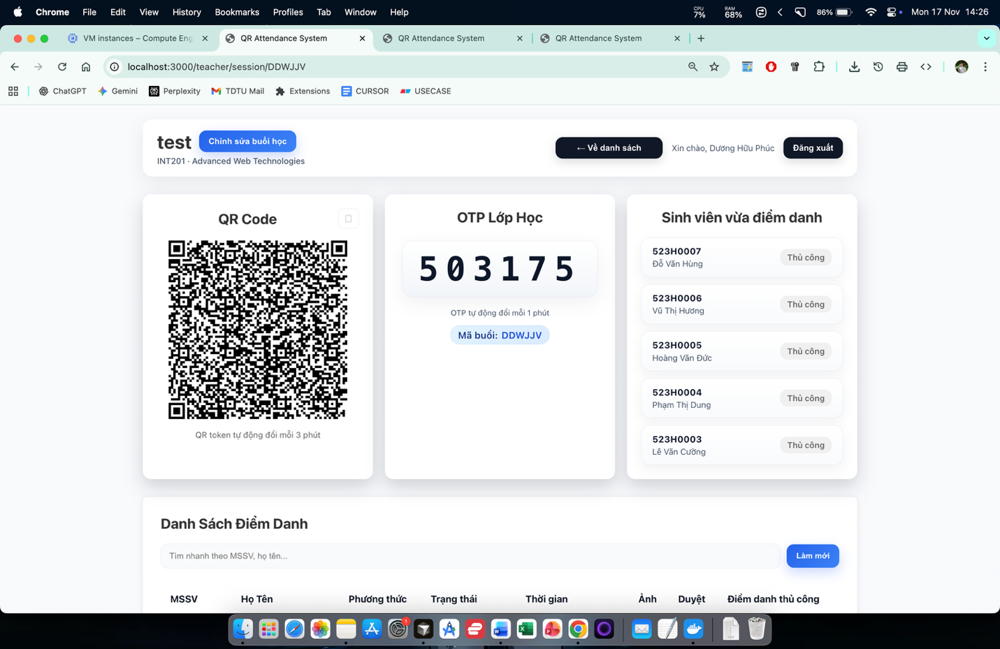 Chrome File Edit View History Bookmarks Profiles Tab Window Help CPU 7% RAM 68% 86% Mon 17 Nov 14:26
VM instances – Compute Eng QR Attendance System QR Attendance System QR Attendance System
localhost:3000/teacher/session/DDWJJV
ChatGPT Gemini Perplexity TDTU Mail Extensions CURSOR USECASE
test Chỉnh sửa buổi học
INT201 · Advanced Web Technologies
← Về danh sách Xin chào, Dương Hữu Phúc Đăng xuất
QR Code
QR token tự động đổi mỗi 3 phút
OTP Lớp Học
503175
OTP tự động đổi mỗi 1 phút
Mã buổi: DDWJJV
Sinh viên vừa điểm danh
523H0007
Đỗ Văn Hùng
Thủ công
523H0006
Vũ Thị Hương
Thủ công
523H0005
Hoàng Văn Đức
Thủ công
523H0004
Phạm Thị Dung
Thủ công
523H0003
Lê Văn Cường
Thủ công
Danh Sách Điểm Danh
Tìm nhanh theo MSSV, họ tên... Làm mới
MSSV Họ Tên Phương thức Trạng thái Thời gian Ảnh Duyệt Điểm danh thủ công
1